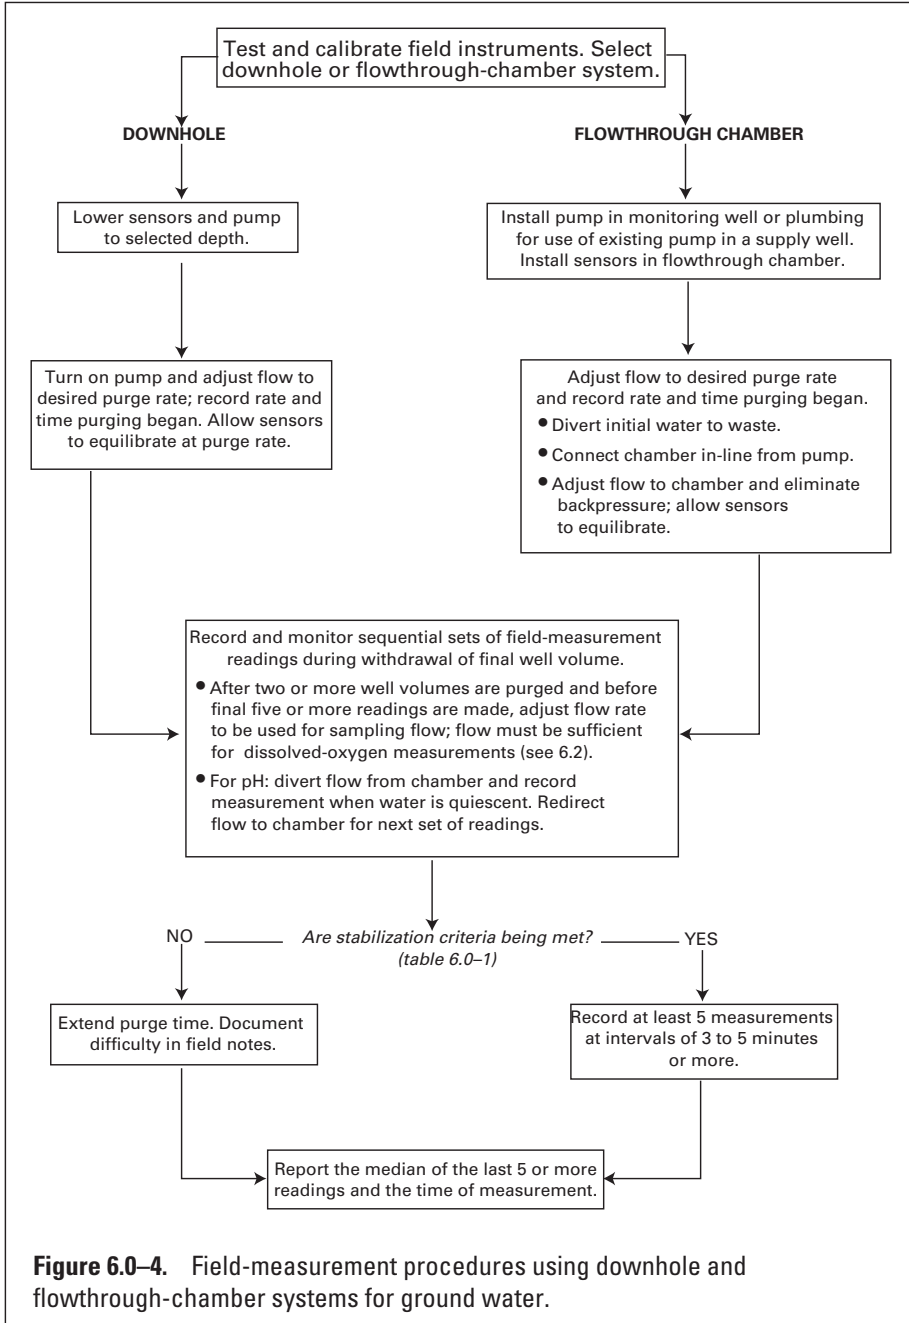 Test and calibrate field instruments. Select
downhole or flowthrough-chamber system.
DOWNHOLE
FLOWTHROUGH CHAMBER
Lower sensors and pump
to selected depth.
Install pump in monitoring well or plumbing
for use of existing pump in a supply well.
Install sensors in flowthrough chamber.
Turn on pump and adjust flow to
desired purge rate; record rate and
time purging began. Allow sensors
to equilibrate at purge rate.
Adjust flow to desired purge rate
and record rate and time purging began.
• Divert initial water to waste.
• Connect chamber in-line from pump.
• Adjust flow to chamber and eliminate
backpressure; allow sensors
to equilibrate.
Record and monitor sequential sets of field-measurement
readings during withdrawal of final well volume.
• After two or more well volumes are purged and before
final five or more readings are made, adjust flow rate
to be used for sampling flow; flow must be sufficient
for dissolved-oxygen measurements (see 6.2).
• For pH: divert flow from chamber and record
measurement when water is quiescent. Redirect
flow to chamber for next set of readings.
NO
Are stabilization criteria being met?
(table 6.0–1)
YES
Extend purge time. Document
difficulty in field notes.
Record at least 5 measurements
at intervals of 3 to 5 minutes
or more.
Report the median of the last 5 or more
readings and the time of measurement.
Figure 6.0–4. Field-measurement procedures using downhole and
flowthrough-chamber systems for ground water.